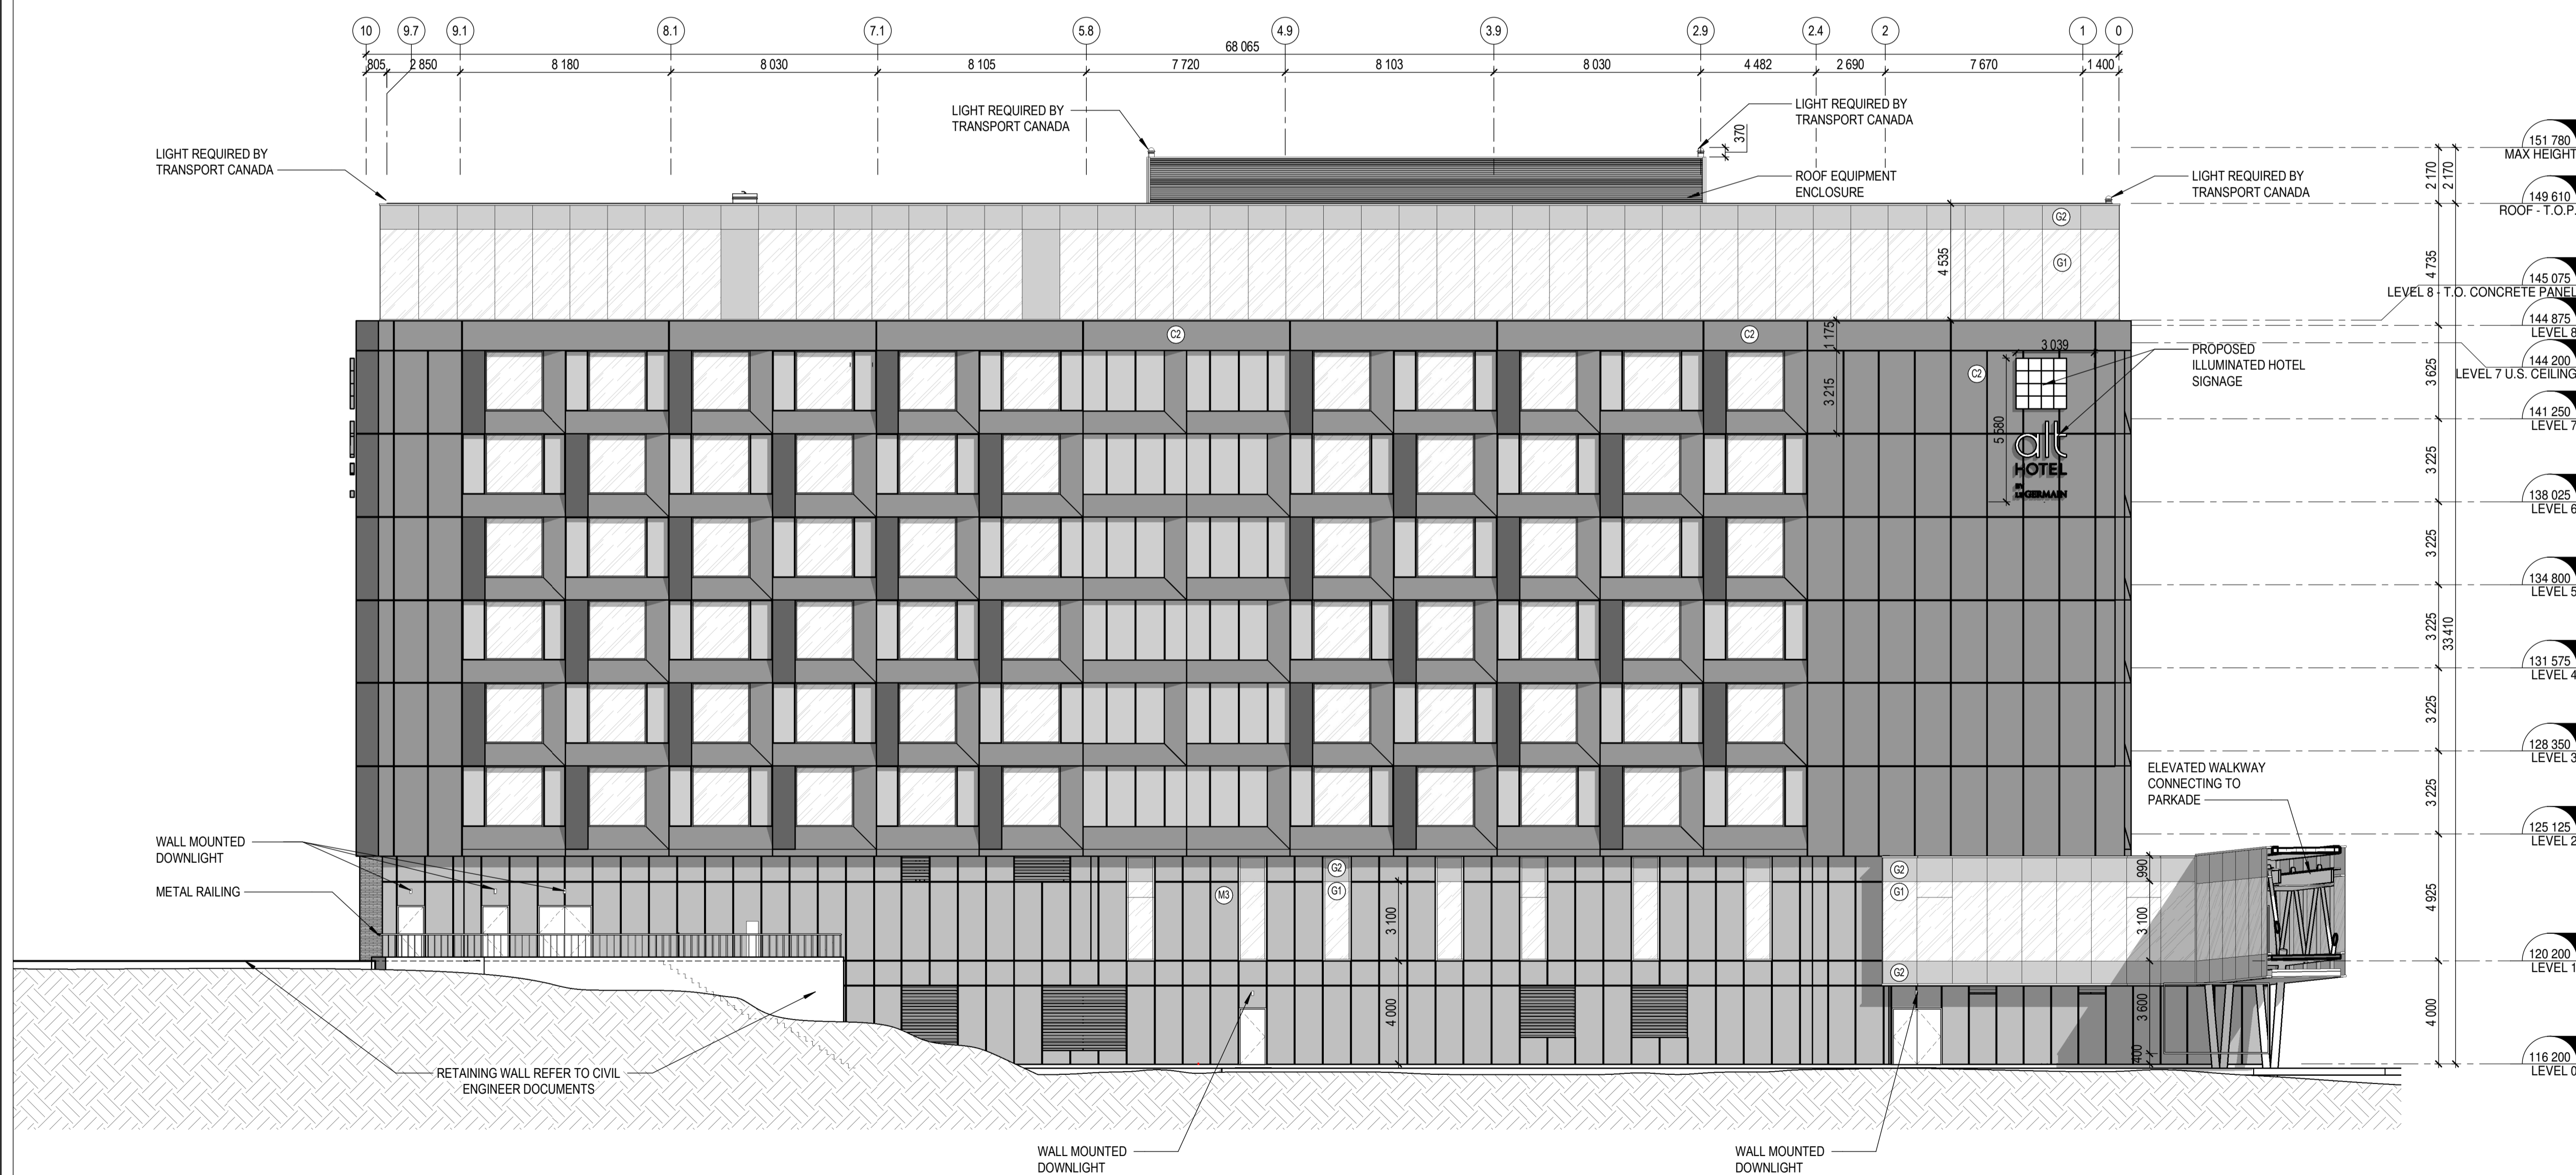 10 9.7 9.1 8.1 7.1 5.8 4.9 3.9 2.9 2.4 2 1 0
68 065
805 2 850 8 180 8 030 8 105 7 720 8 103 8 030 4 482 2 690 7 670 1 400
LIGHT REQUIRED BY
TRANSPORT CANADA
LIGHT REQUIRED BY
TRANSPORT CANADA
370
LIGHT REQUIRED BY
TRANSPORT CANADA
ROOF EQUIPMENT
ENCLOSURE
LIGHT REQUIRED BY
TRANSPORT CANADA
151 780
MAX HEIGHT
2 170
2 170
149 610
ROOF - T.O.P.
G2
G1
4 535
4 735
145 075
LEVEL 8 - T.O. CONCRETE PANEL
144 875
LEVEL 8
C2
C2
1 175
3 039
C2
3 215
5 580
PROPOSED
ILLUMINATED HOTEL
SIGNAGE
144 200
LEVEL 7 U.S. CEILING
3 625
141 250
LEVEL 7
alt
HOTEL
BY
LE GERMAIN
3 225
138 025
LEVEL 6
3 225
134 800
LEVEL 5
3 225
33 410
131 575
LEVEL 4
3 225
128 350
LEVEL 3
3 225
ELEVATED WALKWAY
CONNECTING TO
PARKADE
125 125
LEVEL 2
WALL MOUNTED
DOWNLIGHT
METAL RAILING
G2
G1
M3
3 100
G2
G1
990
3 100
4 925
120 200
LEVEL 1
G2
4 000
3 600
400
4 000
116 200
LEVEL 0
RETAINING WALL REFER TO CIVIL
ENGINEER DOCUMENTS
WALL MOUNTED
DOWNLIGHT
WALL MOUNTED
DOWNLIGHT